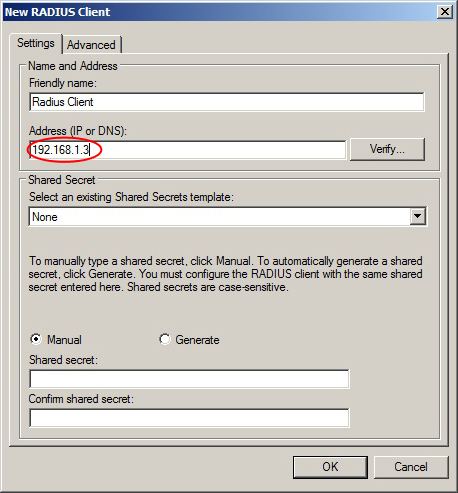 New RADIUS Client
Settings
Advanced
Name and Address
Friendly name:
Radius Client
Address (IP or DNS):
192.168.1.3
Verify...
Shared Secret
Select an existing Shared Secrets template:
None
To manually type a shared secret, click Manual. To automatically generate a shared
secret, click Generate. You must configure the RADIUS client with the same shared
secret entered here. Shared secrets are case-sensitive.
Manual
Generate
Shared secret:
Confirm shared secret:
OK
Cancel